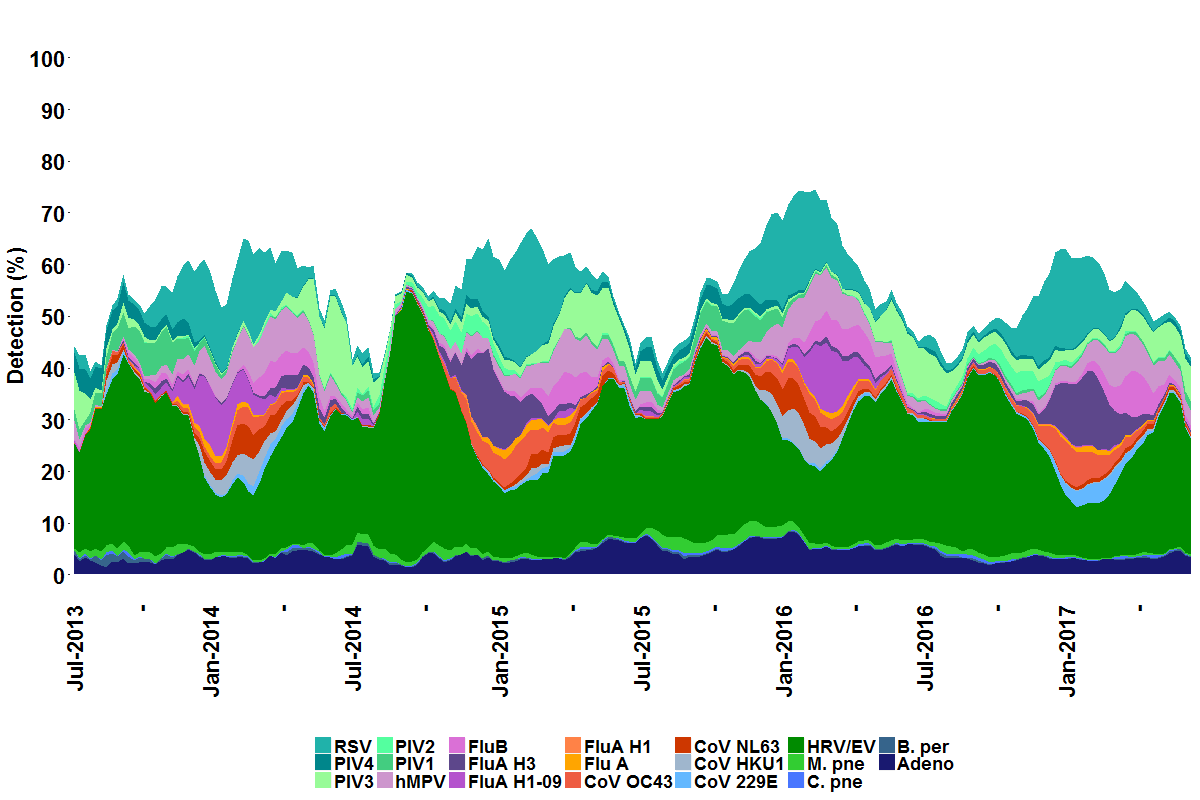 100
90
80
70
60
50
40
30
20
10
0
Detection (%)
Jul-2013
-
Jan-2014
-
Jul-2014
-
Jan-2015
-
Jul-2015
-
Jan-2016
-
Jul-2016
-
Jan-2017
-
RSV PIV2 FluB FluA H1 CoV NL63 HRV/EV B. per
PIV4 PIV1 FluA H3 Flu A CoV HKU1 M. pne Adeno
PIV3 hMPV FluA H1-09 CoV OC43 CoV 229E C. pne